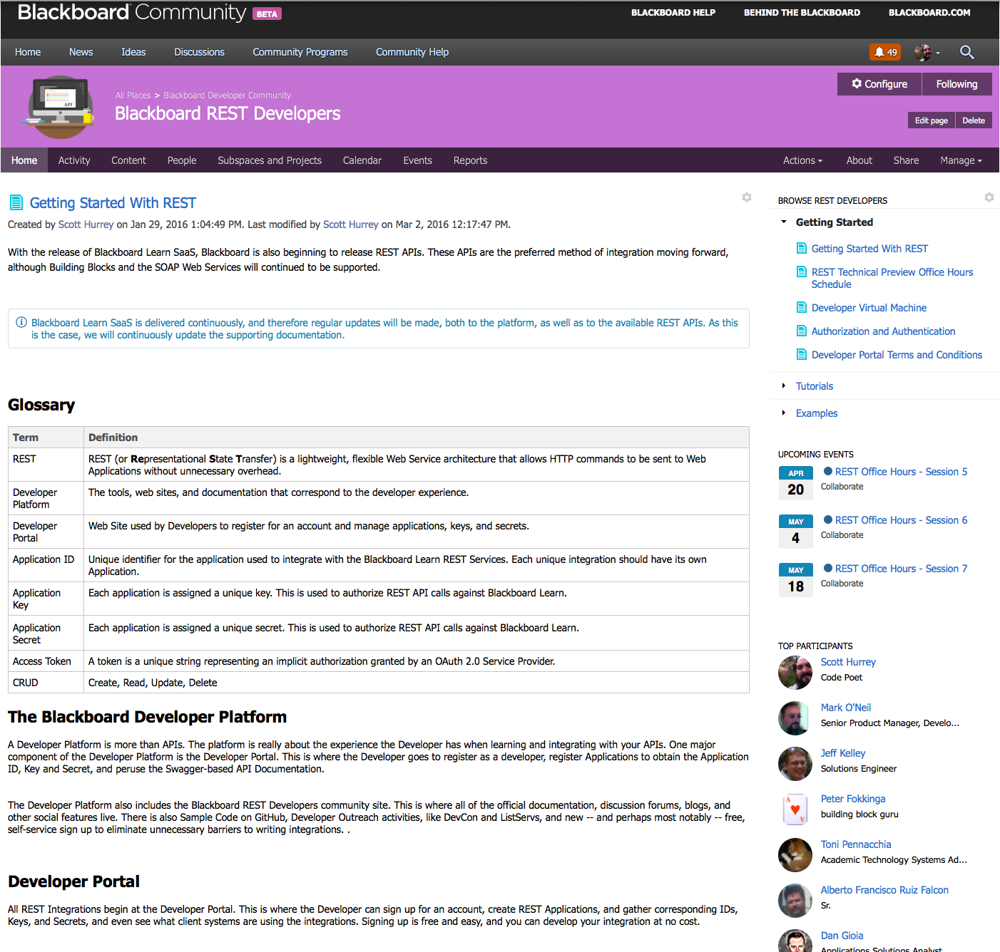 Blackboard Community BETA
BLACKBOARD HELP BEHIND THE BLACKBOARD BLACKBOARD.COM
Home News Ideas Discussions Community Programs Community Help 49
API
All Places > Blackboard Developer Community
Blackboard REST Developers
Configure Following
Edit page Delete
Home Activity Content People Subspaces and Projects Calendar Events Reports Actions About Share Manage
Getting Started With REST
Created by Scott Hurrey on Jan 29, 2016 1:04:49 PM. Last modified by Scott Hurrey on Mar 2, 2016 12:17:47 PM.
With the release of Blackboard Learn SaaS, Blackboard is also beginning to release REST APIs. These APIs are the preferred method of integration moving forward,
although Building Blocks and the SOAP Web Services will continued to be supported.
Blackboard Learn SaaS is delivered continuously, and therefore regular updates will be made, both to the platform, as well as to the available REST APIs. As this
is the case, we will continuously update the supporting documentation.
Glossary
Term Definition
REST REST (or Representational State Transfer) is a lightweight, flexible Web Service architecture that allows HTTP commands to be sent to Web
Applications without unnecessary overhead.
Developer
Platform
The tools, web sites, and documentation that correspond to the developer experience.
Developer
Portal
Web Site used by Developers to register for an account and manage applications, keys, and secrets.
Application ID Unique identifier for the application used to integrate with the Blackboard Learn REST Services. Each unique integration should have its own
Application.
Application
Key
Each application is assigned a unique key. This is used to authorize REST API calls against Blackboard Learn.
Application
Secret
Each application is assigned a unique secret. This is used to authorize REST API calls against Blackboard Learn.
Access Token A token is a unique string representing an implicit authorization granted by an OAuth 2.0 Service Provider.
CRUD Create, Read, Update, Delete
The Blackboard Developer Platform
A Developer Platform is more than APIs. The platform is really about the experience the Developer has when learning and integrating with your APIs. One major
component of the Developer Platform is the Developer Portal. This is where the Developer goes to register as a developer, register Applications to obtain the Application
ID, Key and Secret, and peruse the Swagger-based API Documentation.
The Developer Platform also includes the Blackboard REST Developers community site. This is where all of the official documentation, discussion forums, blogs, and
other social features live. There is also Sample Code on GitHub, Developer Outreach activities, like DevCon and ListServs, and new -- and perhaps most notably -- free,
self-service sign up to eliminate unnecessary barriers to writing integrations. .
Developer Portal
All REST Integrations begin at the Developer Portal. This is where the Developer can sign up for an account, create REST Applications, and gather corresponding IDs,
Keys, and Secrets, and even see what client systems are using the integrations. Signing up is free and easy, and you can develop your integration at no cost.
BROWSE REST DEVELOPERS
Getting Started
Getting Started With REST
REST Technical Preview Office Hours
Schedule
Developer Virtual Machine
Authorization and Authentication
Developer Portal Terms and Conditions
Tutorials
Examples
UPCOMING EVENTS
APR
20
REST Office Hours - Session 5
Collaborate
MAY
4
REST Office Hours - Session 6
Collaborate
MAY
18
REST Office Hours - Session 7
Collaborate
TOP PARTICIPANTS
Scott Hurrey
Code Poet
Mark O'Neil
Senior Product Manager, Develo...
Jeff Kelley
Solutions Engineer
Peter Fokkinga
building block guru
Toni Pennacchia
Academic Technology Systems Ad...
Alberto Francisco Ruiz Falcon
Sr.
Dan Gioia
Applications Solutions Analyst